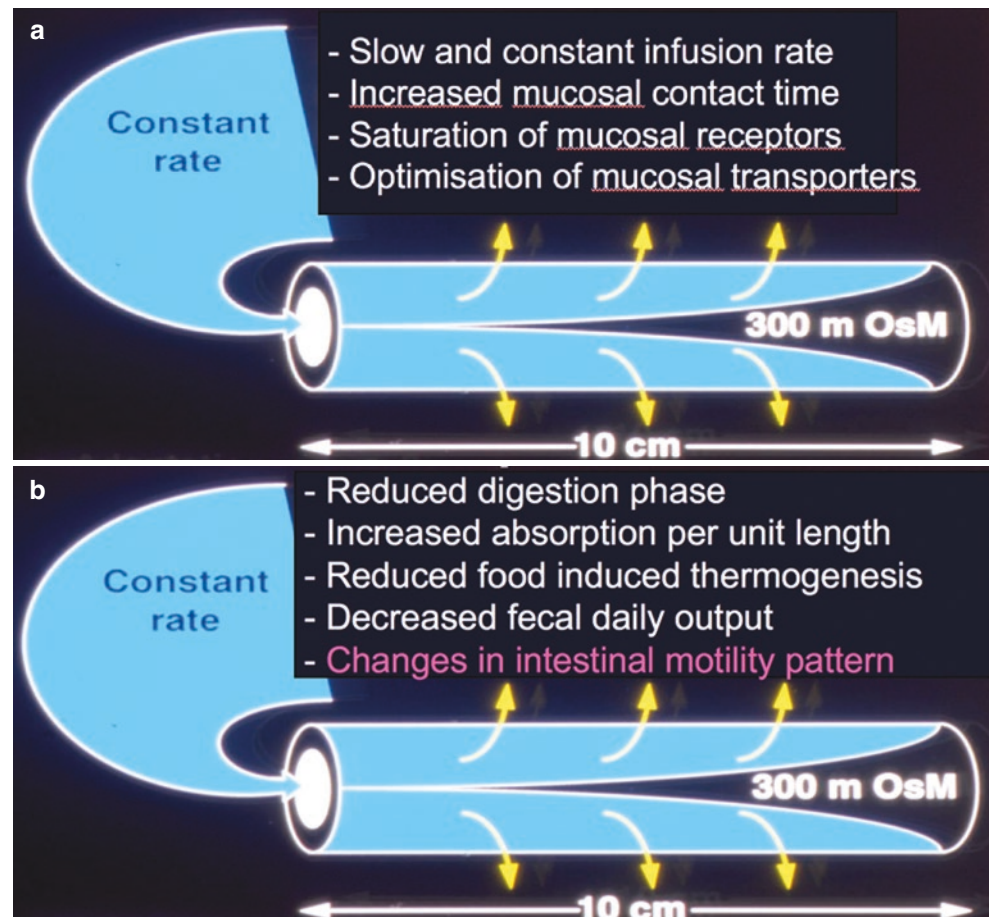 a
- Slow and constant infusion rate
- Increased mucosal contact time
- Saturation of mucosal receptors
- Optimisation of mucosal transporters
Constant
rate
300 m OsM
10 cm
b
- Reduced digestion phase
- Increased absorption per unit length
- Reduced food induced thermogenesis
- Decreased fecal daily output
- Changes in intestinal motility pattern
Constant
rate
300 m OsM
10 cm